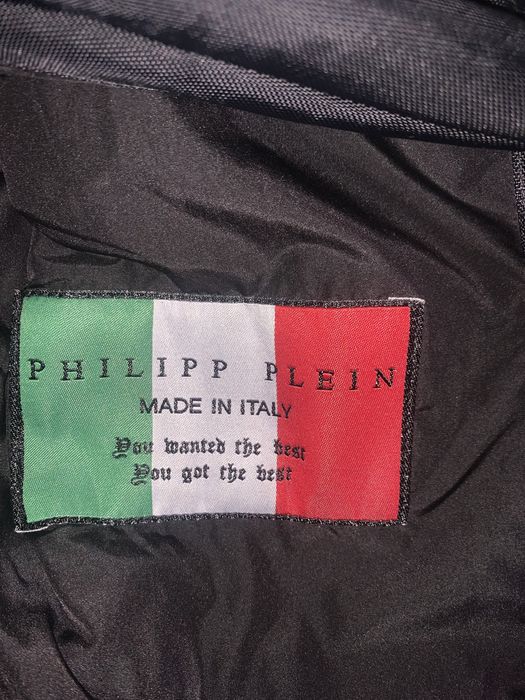 PHILIPP PLEIN
MADE IN ITALY
You wanted the best
You got the best